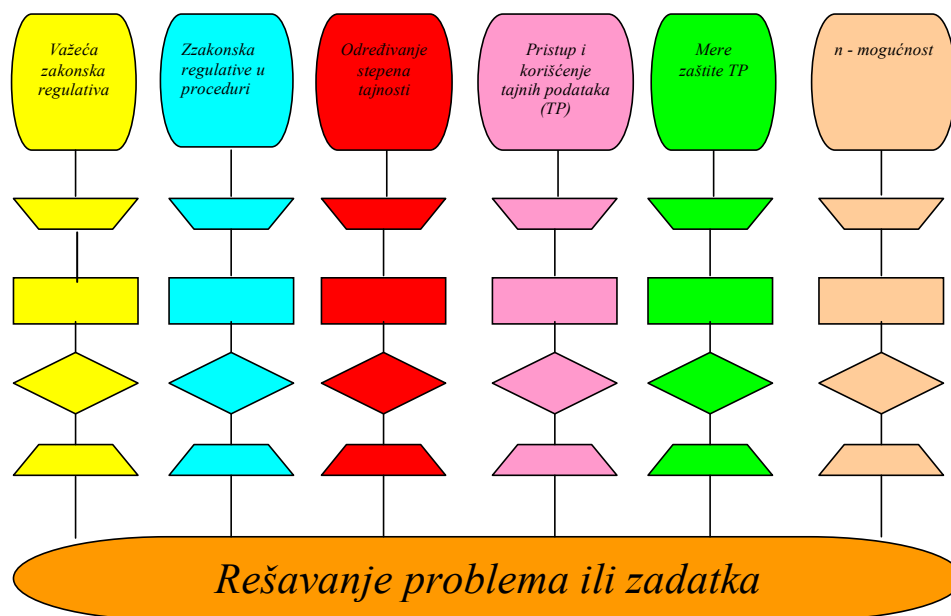 Važeća
zakonska
regulativa
Zzakonska
regulative u
proceduri
Određivanje
stepena
tajnosti
Pristup i
korišćenje
tajnih podataka
(TP)
Mere
zaštite TP
n - mogućnost
Rešavanje problema ili zadatka